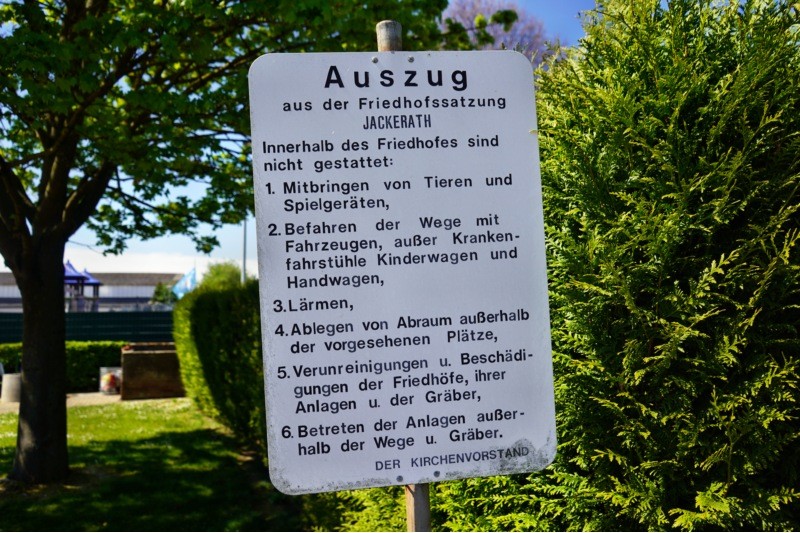 Auszug
aus der Friedhofssatzung
JACKERATH
Innerhalb des Friedhofes sind
nicht gestattet:
1. Mitbringen von Tieren und
Spielgeräten,
2. Befahren der Wege mit
Fahrzeugen, außer Kranken-
fahrstühle Kinderwagen und
Handwagen,
3. Lärmen,
4. Ablegen von Abraum außerhalb
der vorgesehenen Plätze,
5. Verunreinigungen u. Beschädi-
gungen der Friedhöfe, ihrer
Anlagen u. der Gräber,
6. Betreten der Anlagen außer-
halb der Wege u. Gräber.
DER KIRCHENVORSTAND